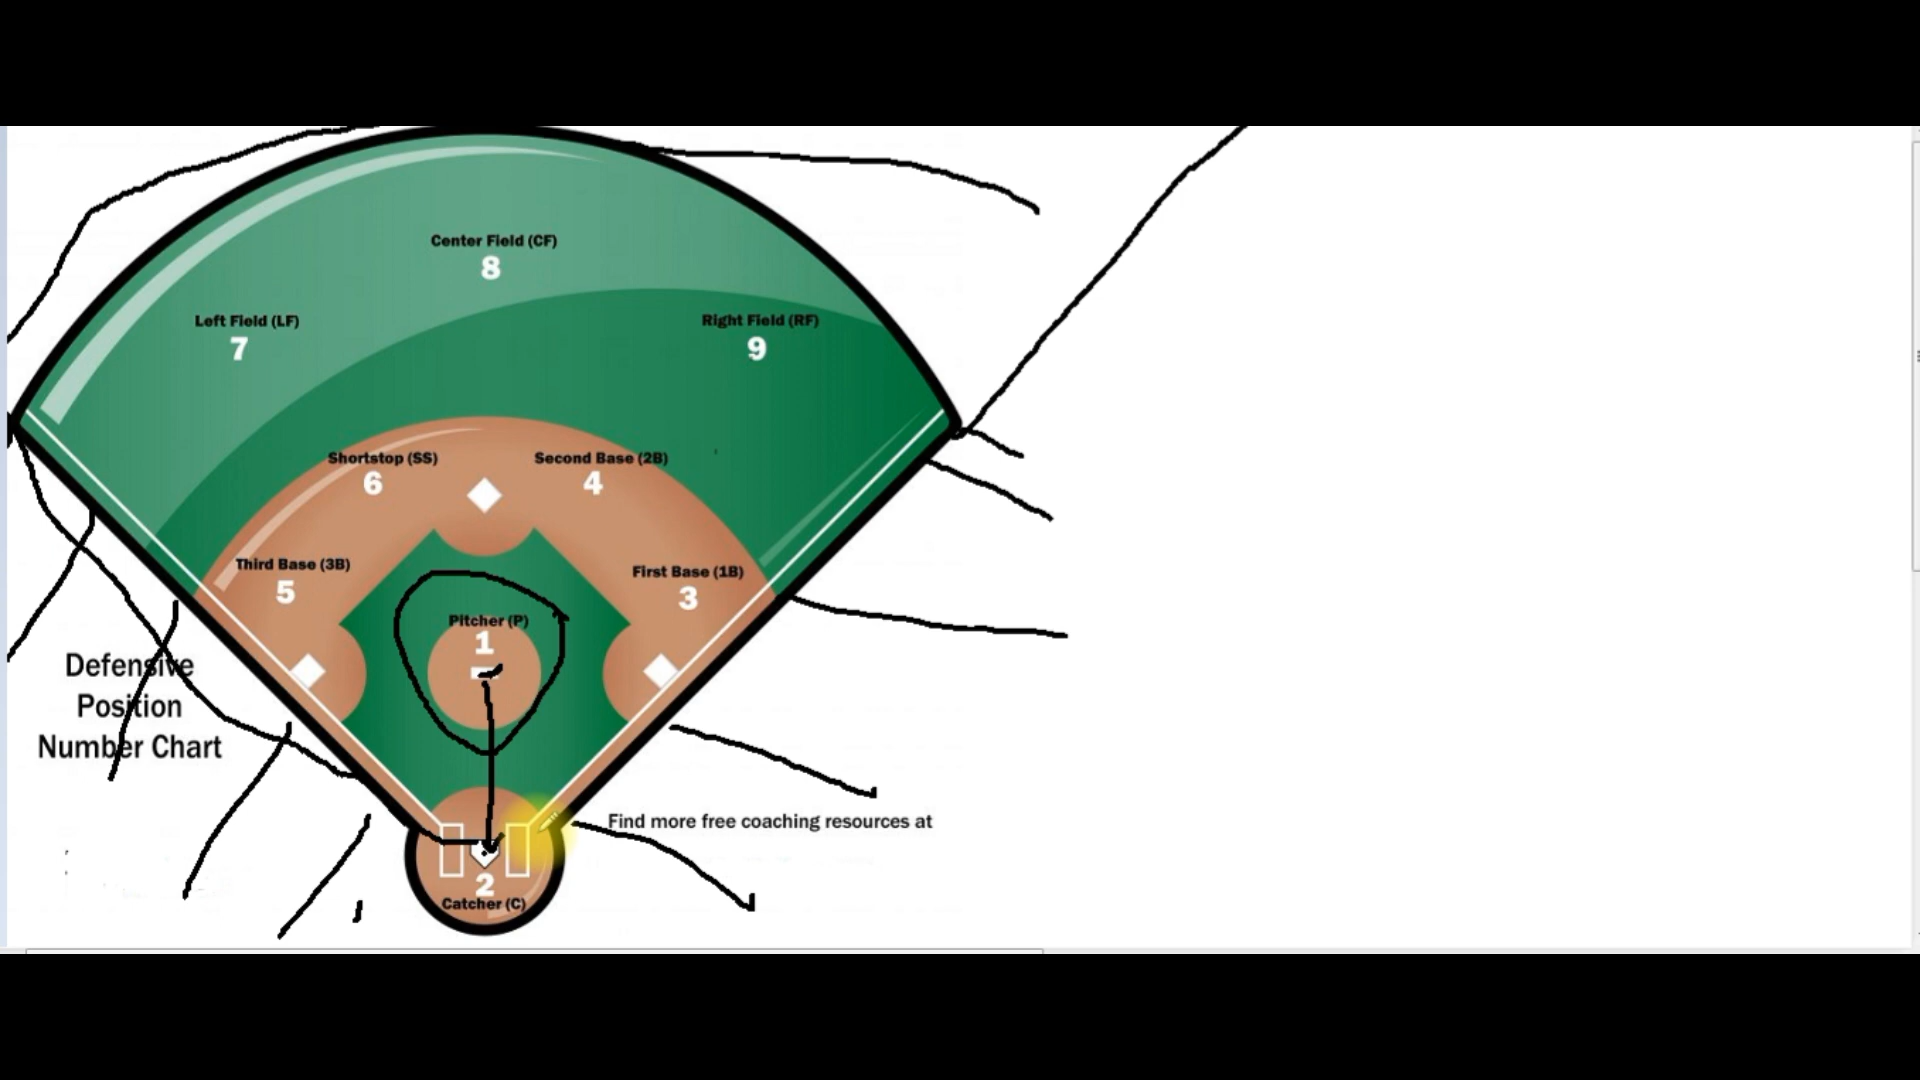 Center Field (CF)
8
Left Field (LF)
7
Right Field (RF)
9
Shortstop (SS)
6
Second Base (2B)
4
Third Base (3B)
5
First Base (1B)
3
Pitcher (P)
1
Defensive
Position
Number Chart
Find more free coaching resources at
2
Catcher (C)